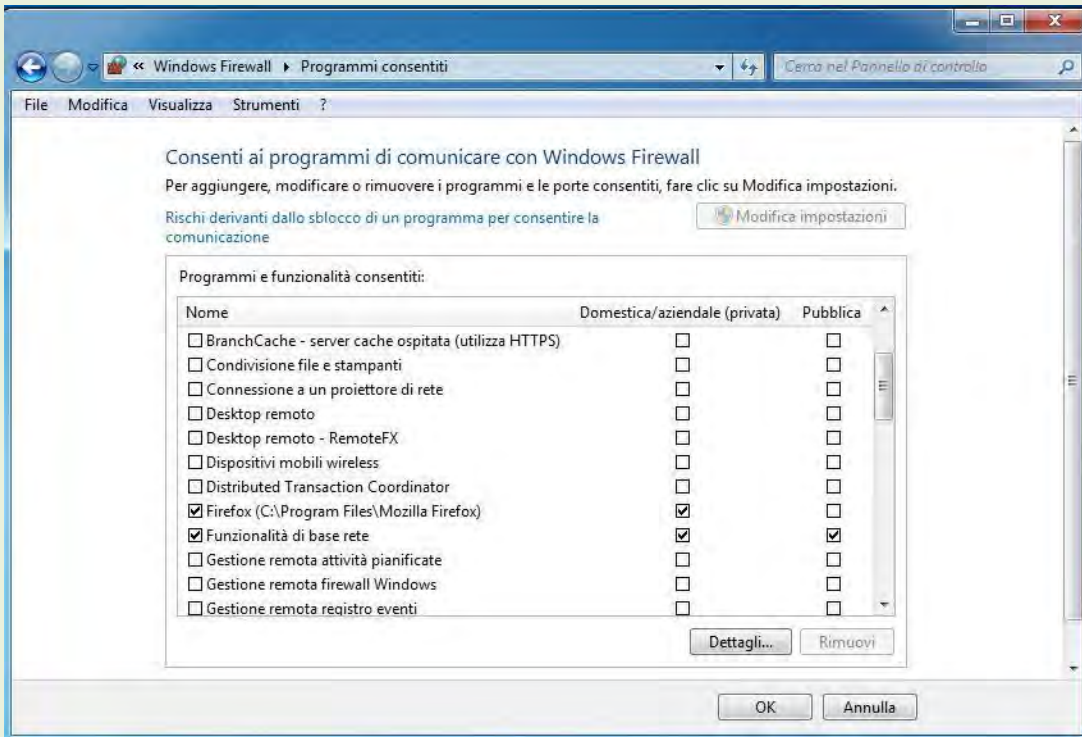 « Windows Firewall ▸ Programmi consentiti
Cerca nel Pannello di controllo
File Modifica Visualizza Strumenti ?
Consenti ai programmi di comunicare con Windows Firewall
Per aggiungere, modificare o rimuovere i programmi e le porte consentiti, fare clic su Modifica impostazioni.
Rischi derivanti dallo sblocco di un programma per consentire la
comunicazione
Modifica impostazioni
Programmi e funzionalità consentiti:
Nome Domestica/aziendale (privata) Pubblica
BranchCache - server cache ospitata (utilizza HTTPS)
Condivisione file e stampanti
Connessione a un proiettore di rete
Desktop remoto
Desktop remoto - RemoteFX
Dispositivi mobili wireless
Distributed Transaction Coordinator
Firefox (C:\Program Files\Mozilla Firefox)
Funzionalità di base rete
Gestione remota attività pianificate
Gestione remota firewall Windows
Gestione remota registro eventi
Dettagli... Rimuovi
OK Annulla